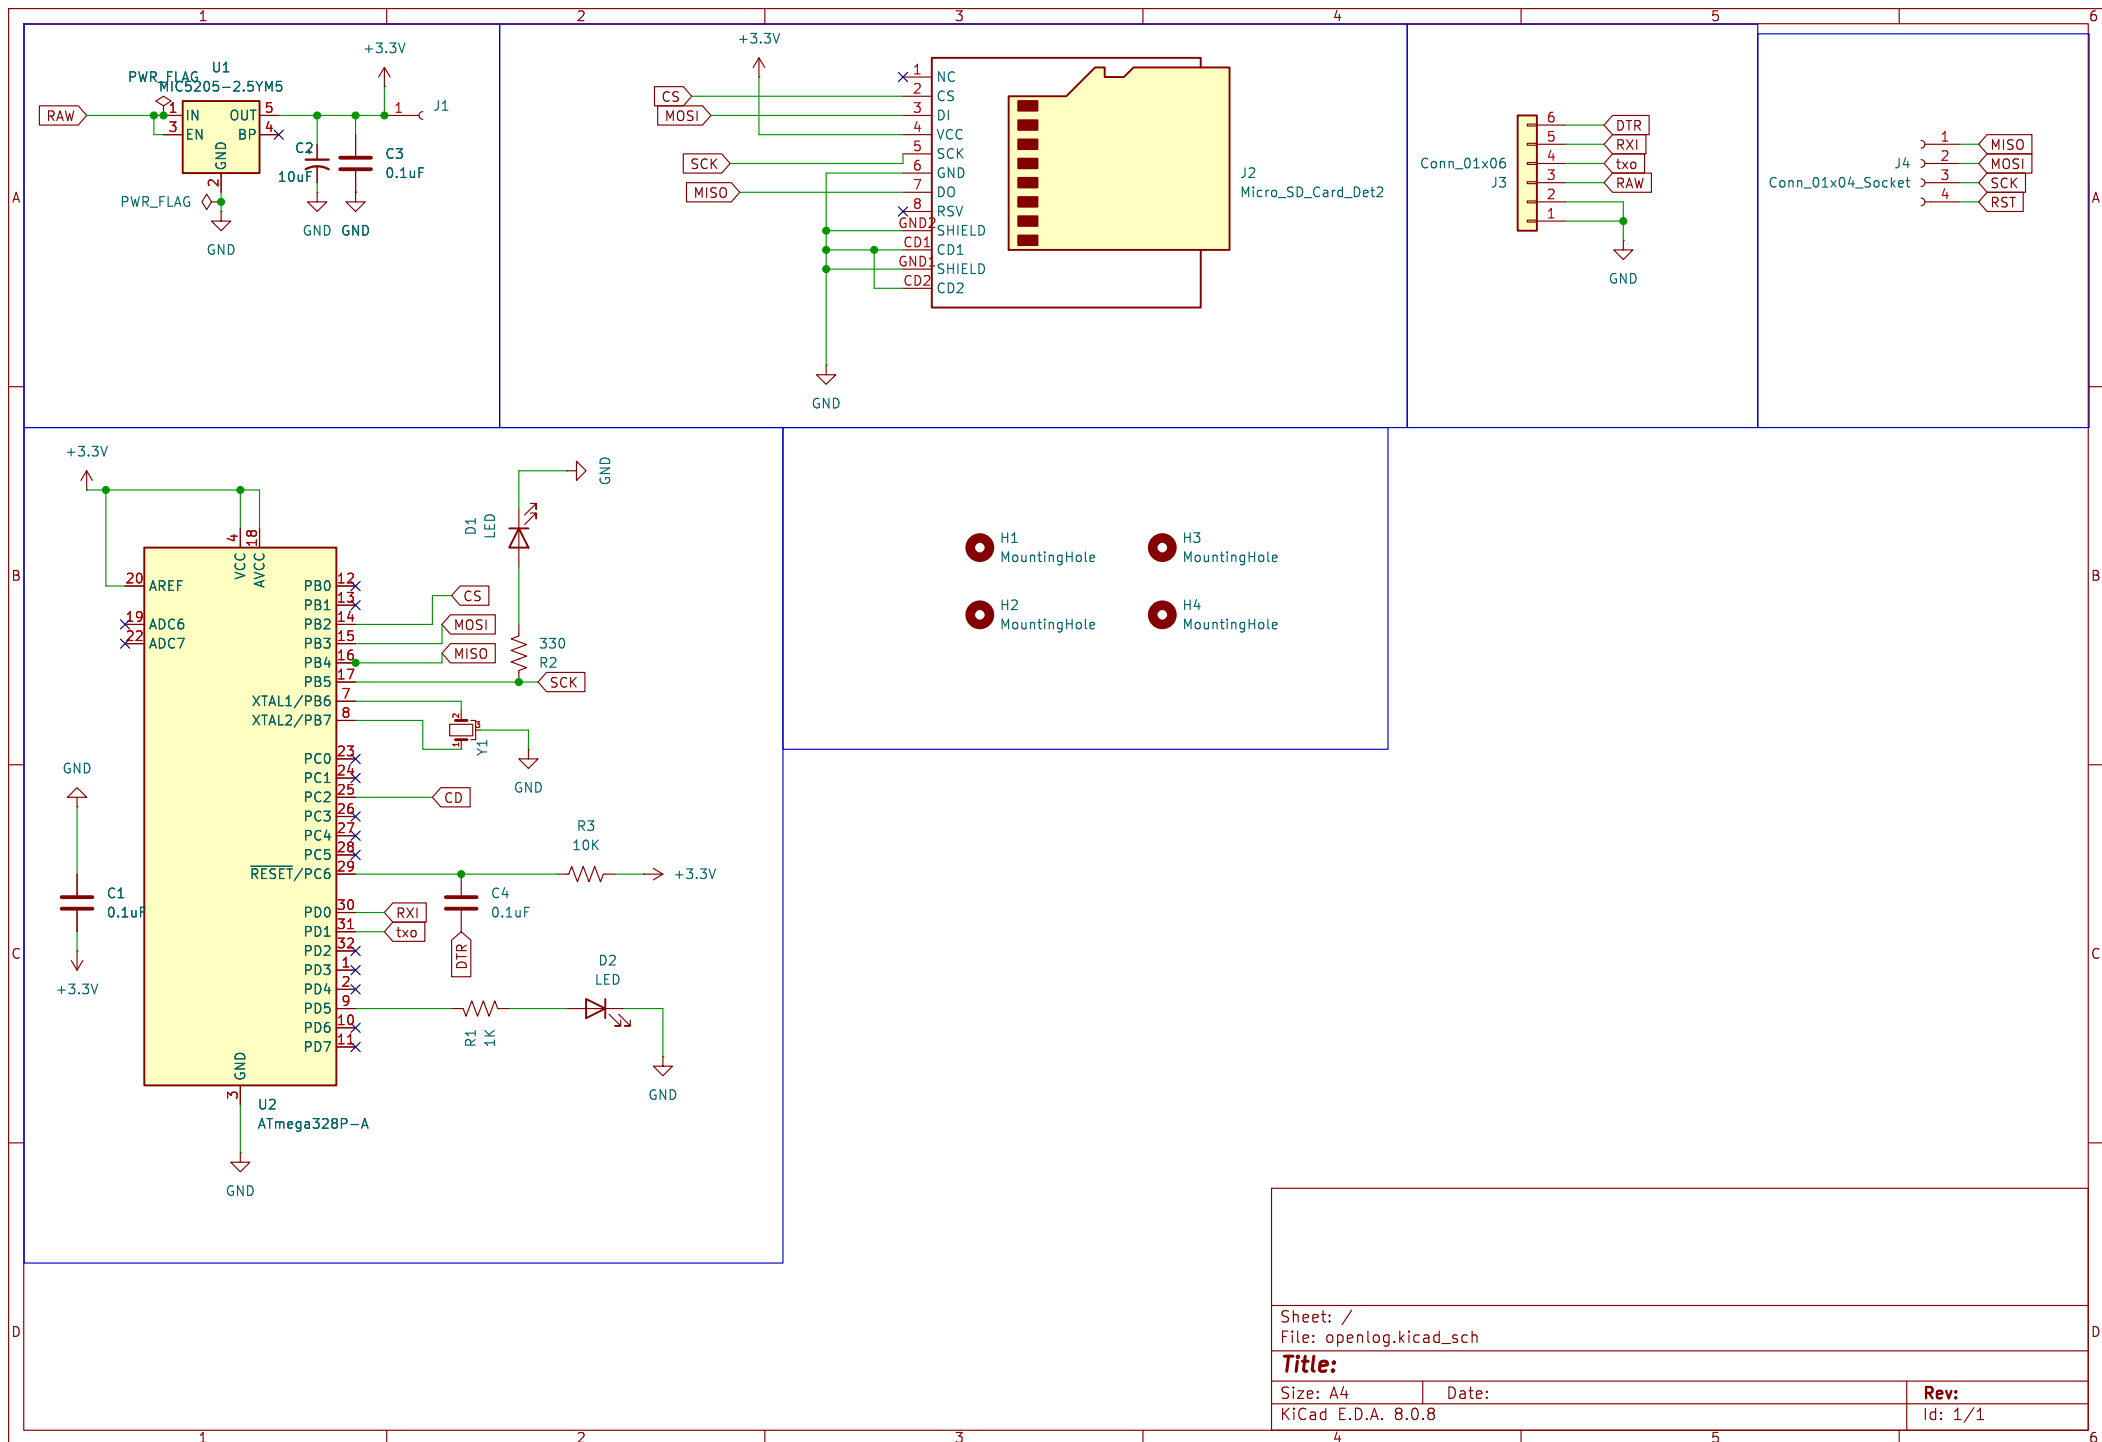 1 2 3 4 5 6
A
B
C
D
+3.3V
PWR_FLAG
U1
MIC5205-2.5YM5
RAW
1 IN
3 EN
OUT 5
BP 4
GND
2
PWR_FLAG
GND
C2
10uF
GND
C3
0.1uF
GND
1
J1
+3.3V
CS
MOSI
SCK
MISO
1 NC
2 CS
3 DI
4 VCC
5 SCK
6 GND
7 DO
8 RSV
GND2 SHIELD
CD1 CD1
GND1 SHIELD
CD2 CD2
J2
Micro_SD_Card_Det2
GND
Conn_01x06
J3
6 DTR
5 RXI
4 txo
3 RAW
2
1
GND
J4
Conn_01x04_Socket
1 MISO
2 MOSI
3 SCK
4 RST
+3.3V
4 VCC
18 AVCC
20 AREF
19 ADC6
22 ADC7
PB0 12
PB1 13
PB2 14
PB3 15
PB4 16
PB5 17
XTAL1/PB6 7
XTAL2/PB7 8
PC0 23
PC1 24
PC2 25
PC3 26
PC4 27
PC5 28
RESET/PC6 29
PD0 30
PD1 31
PD2 32
PD3 1
PD4 2
PD5 9
PD6 10
PD7 11
GND
3
U2
ATmega328P-A
GND
GND
D1
LED
CS
MOSI
MISO
330
R2
SCK
2
3
1
Y1
GND
CD
R3
10K
+3.3V
C4
0.1uF
RXI
txo
DTR
D2
LED
R1
1K
GND
GND
C1
0.1uF
+3.3V
H1
MountingHole
H3
MountingHole
H2
MountingHole
H4
MountingHole
Sheet: /
File: openlog.kicad_sch
Title:
Size: A4 Date: Rev:
KiCad E.D.A. 8.0.8 Id: 1/1
A
B
C
D
1 2 3 4 5 6